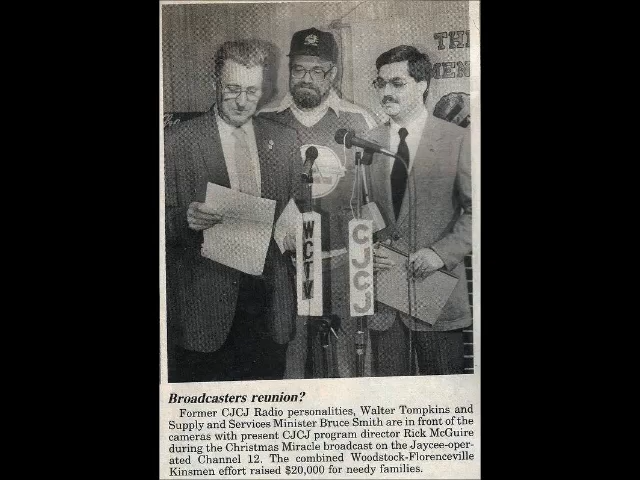 THE
MEN
WCTV
CJCJ
Broadcasters reunion?
Former CJCJ Radio personalities, Walter Tompkins and
Supply and Services Minister Bruce Smith are in front of the
cameras with present CJCJ program director Rick McGuire
during the Christmas Miracle broadcast on the Jaycee-oper-
ated Channel 12. The combined Woodstock-Florenceville
Kinsmen effort raised $20,000 for needy families.